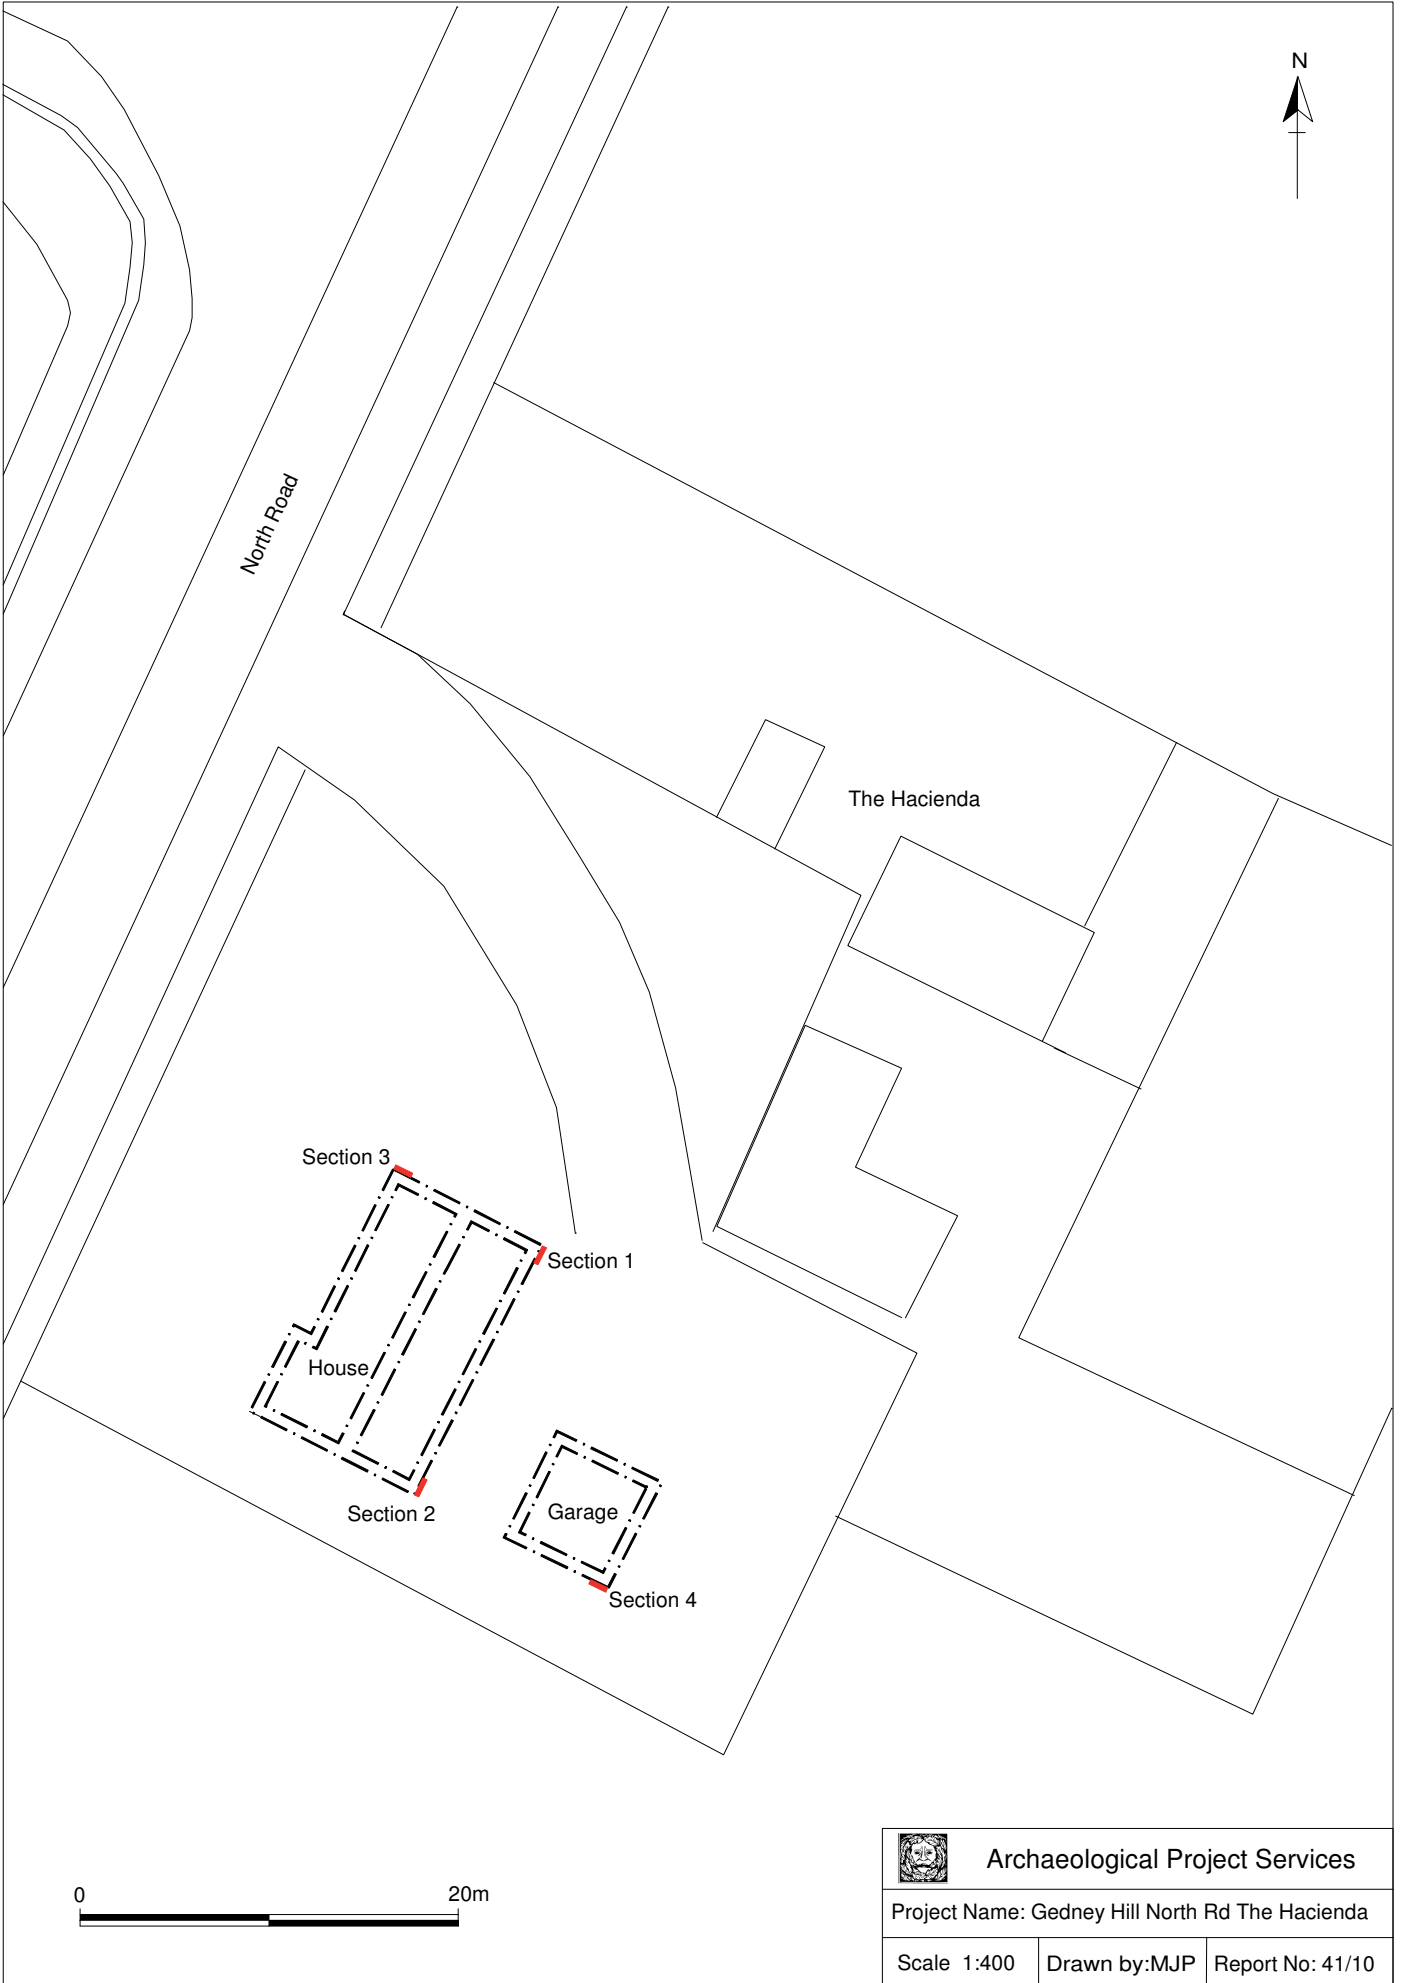 N
North Road
The Hacienda
Section 3
Section 1
House
Section 2
Garage
Section 4
0 20m
Archaeological Project Services
Project Name: Gedney Hill North Rd The Hacienda
Scale 1:400 Drawn by:MJP Report No: 41/10